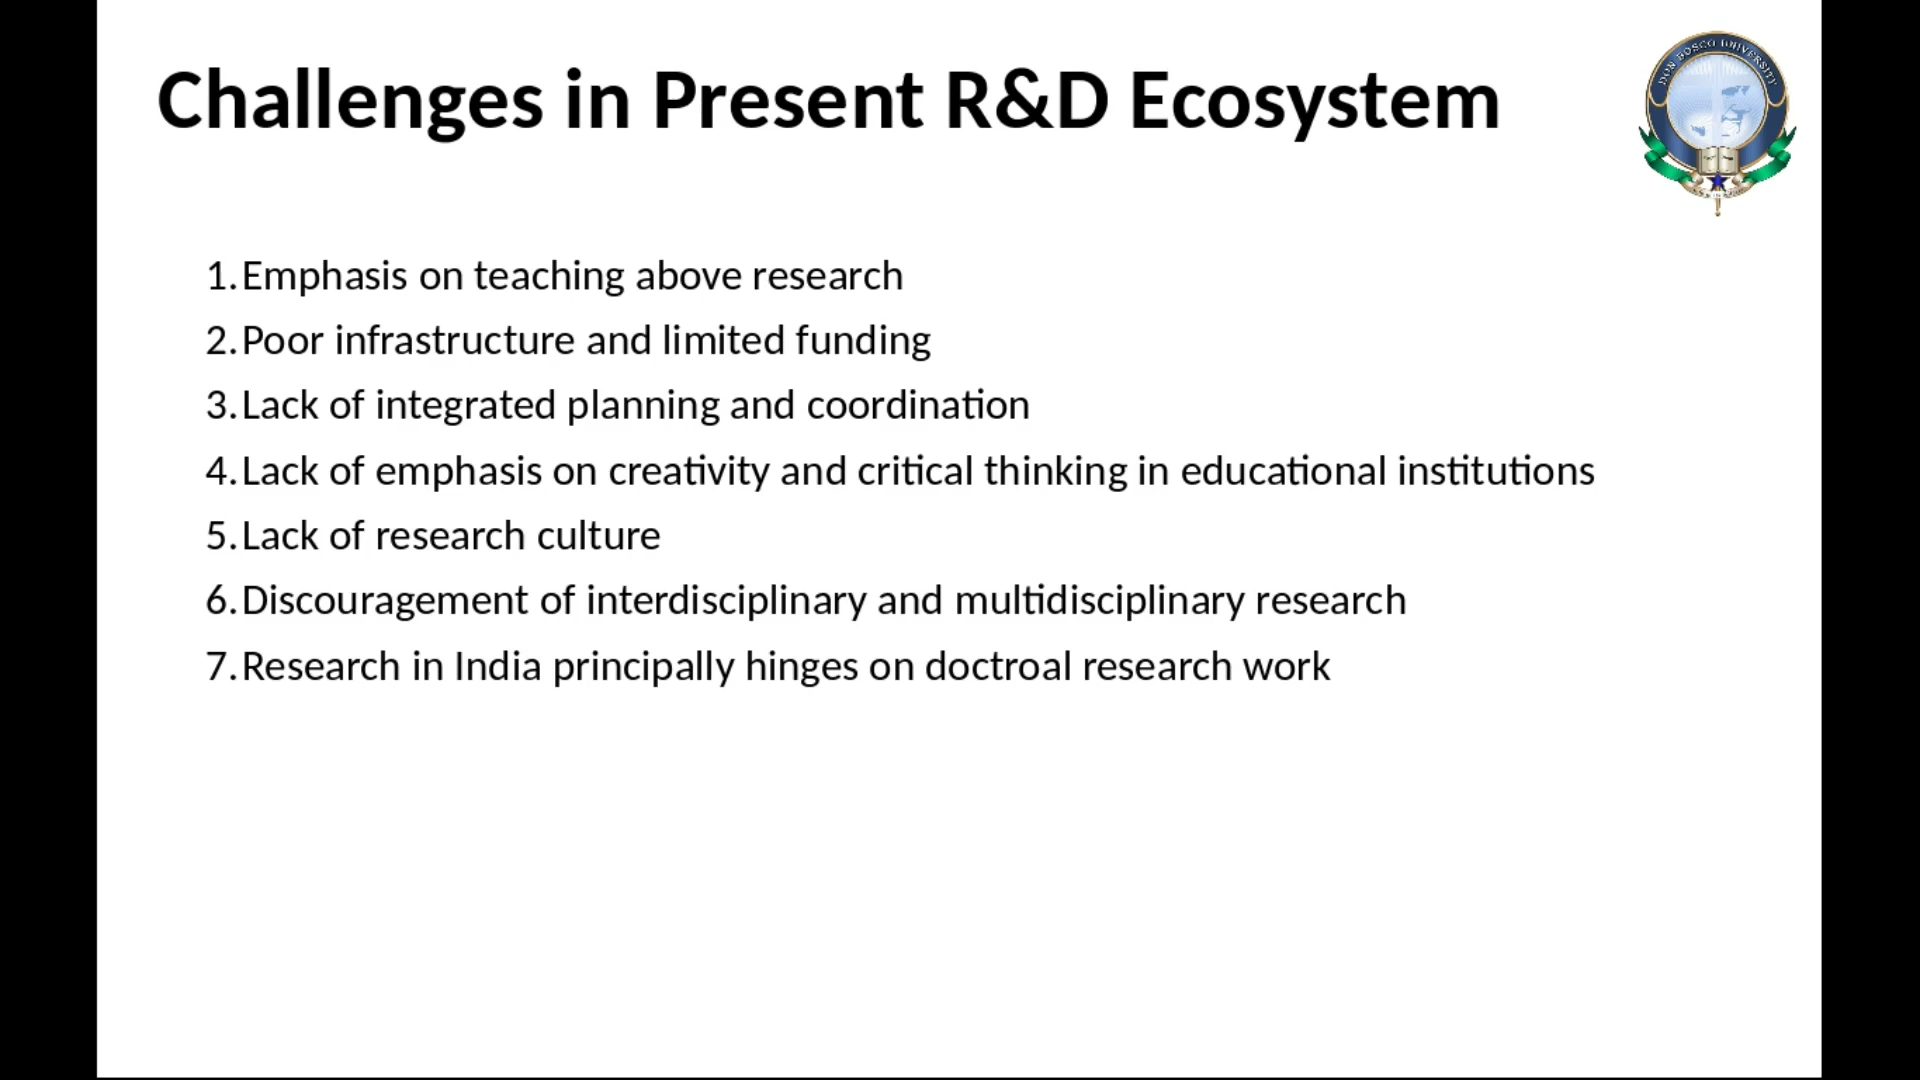 Challenges in Present R&D Ecosystem
DON BOSCO UNIVERSITY
1.Emphasis on teaching above research
2.Poor infrastructure and limited funding
3.Lack of integrated planning and coordination
4.Lack of emphasis on creativity and critical thinking in educational institutions
5.Lack of research culture
6.Discouragement of interdisciplinary and multidisciplinary research
7.Research in India principally hinges on doctroal research work